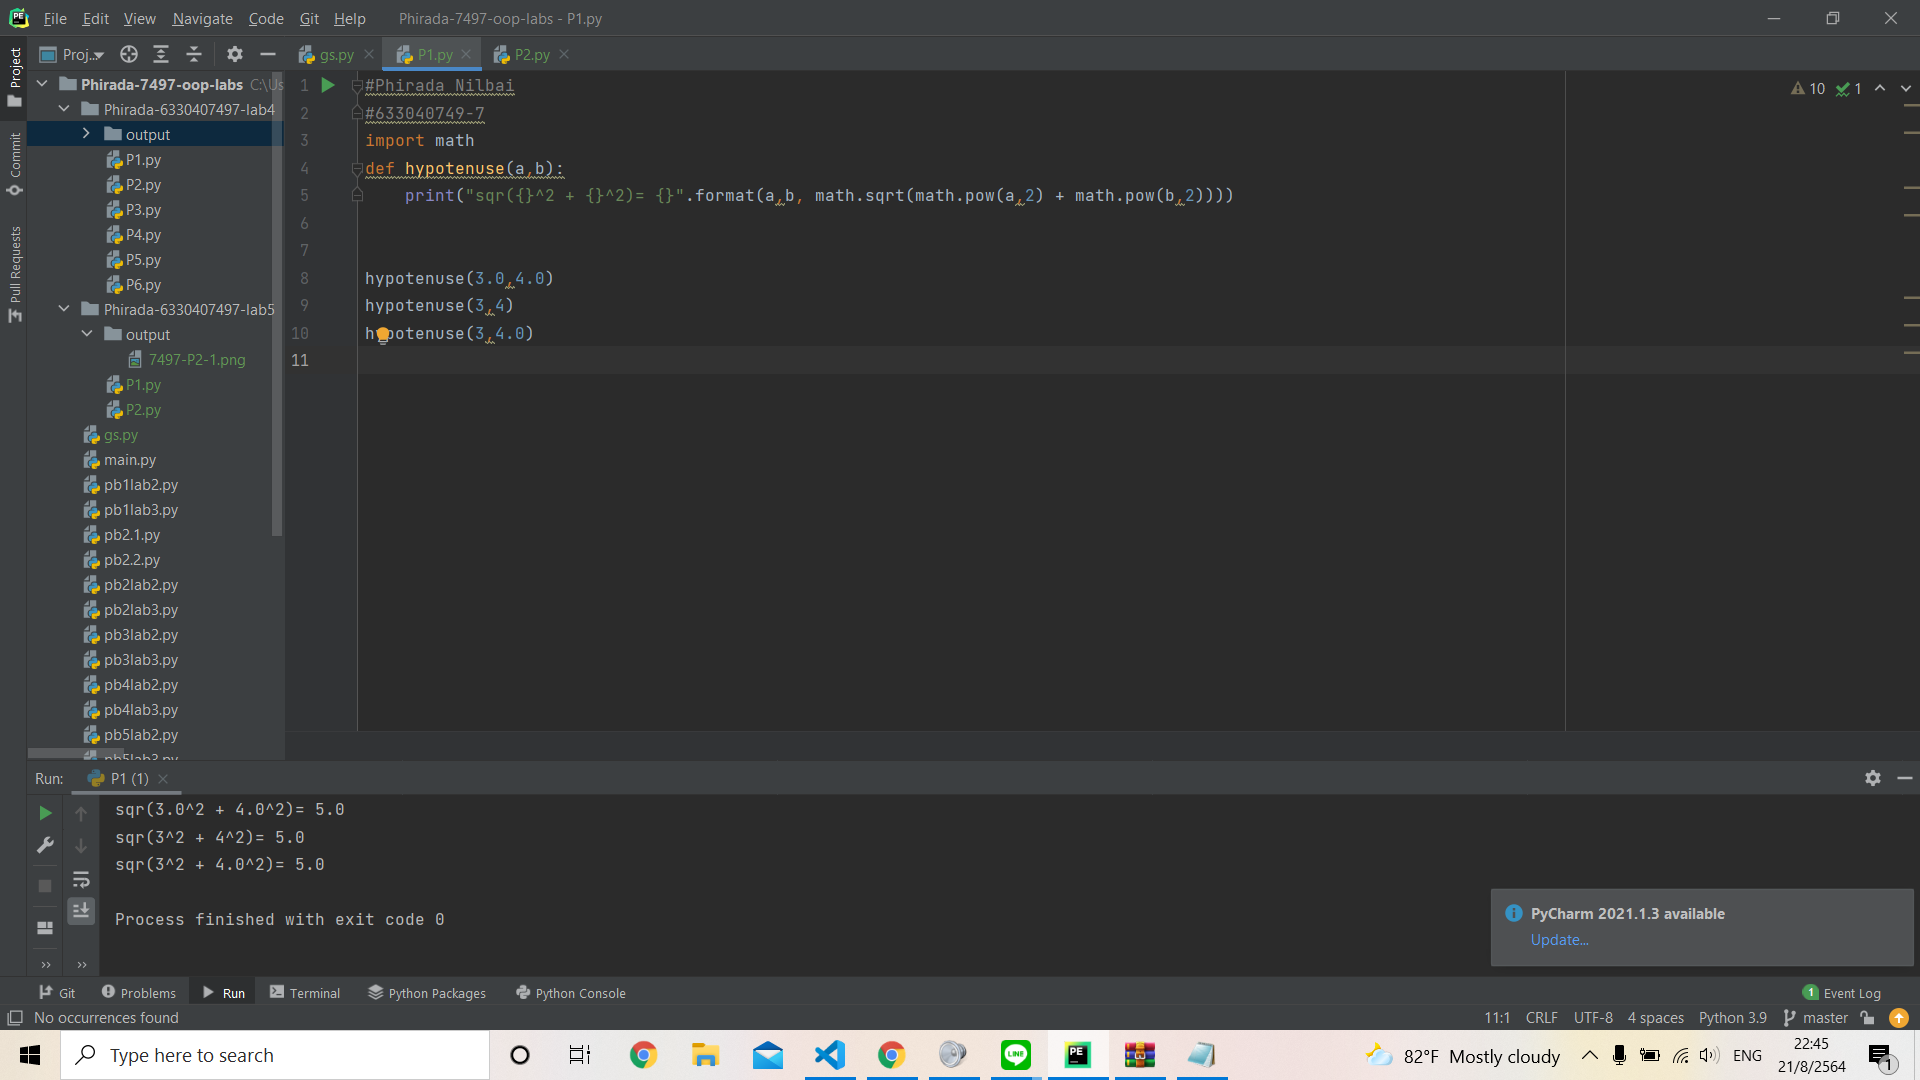 File Edit View Navigate Code Git Help Phirada-7497-oop-labs - P1.py
Proj... gs.py P1.py P2.py
Project
Commit
Pull Requests
Phirada-7497-oop-labs C:\Us
Phirada-6330407497-lab4
output
P1.py
P2.py
P3.py
P4.py
P5.py
P6.py
Phirada-6330407497-lab5
output
7497-P2-1.png
P1.py
P2.py
gs.py
main.py
pb1lab2.py
pb1lab3.py
pb2.1.py
pb2.2.py
pb2lab2.py
pb2lab3.py
pb3lab2.py
pb3lab3.py
pb4lab2.py
pb4lab3.py
pb5lab2.py
pb5lab3.py
10 1
1 #Phirada Nilbai
2 #633040749-7
3 import math
4 def hypotenuse(a,b):
5 print("sqr({}^2 + {}^2)= {}".format(a,b, math.sqrt(math.pow(a,2) + math.pow(b,2))))
6
7
8 hypotenuse(3.0,4.0)
9 hypotenuse(3,4)
10 hypotenuse(3,4.0)
11
Run: P1 (1)
sqr(3.0^2 + 4.0^2)= 5.0
sqr(3^2 + 4^2)= 5.0
sqr(3^2 + 4.0^2)= 5.0
Process finished with exit code 0
PyCharm 2021.1.3 available
Update...
Git Problems Run Terminal Python Packages Python Console 1 Event Log
No occurrences found 11:1 CRLF UTF-8 4 spaces Python 3.9 master
Type here to search LINE PE 82°F Mostly cloudy ENG 22:45
21/8/2564 1